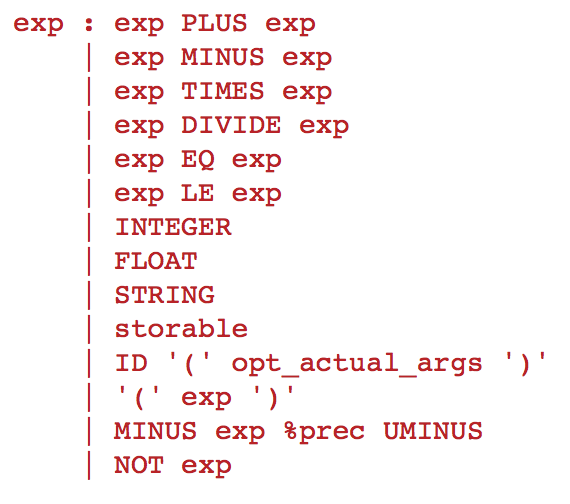 exp : exp PLUS exp
| exp MINUS exp
| exp TIMES exp
| exp DIVIDE exp
| exp EQ exp
| exp LE exp
| INTEGER
| FLOAT
| STRING
| storable
| ID '(' opt_actual_args ')'
| '(' exp ')'
| MINUS exp %prec UMINUS
| NOT exp